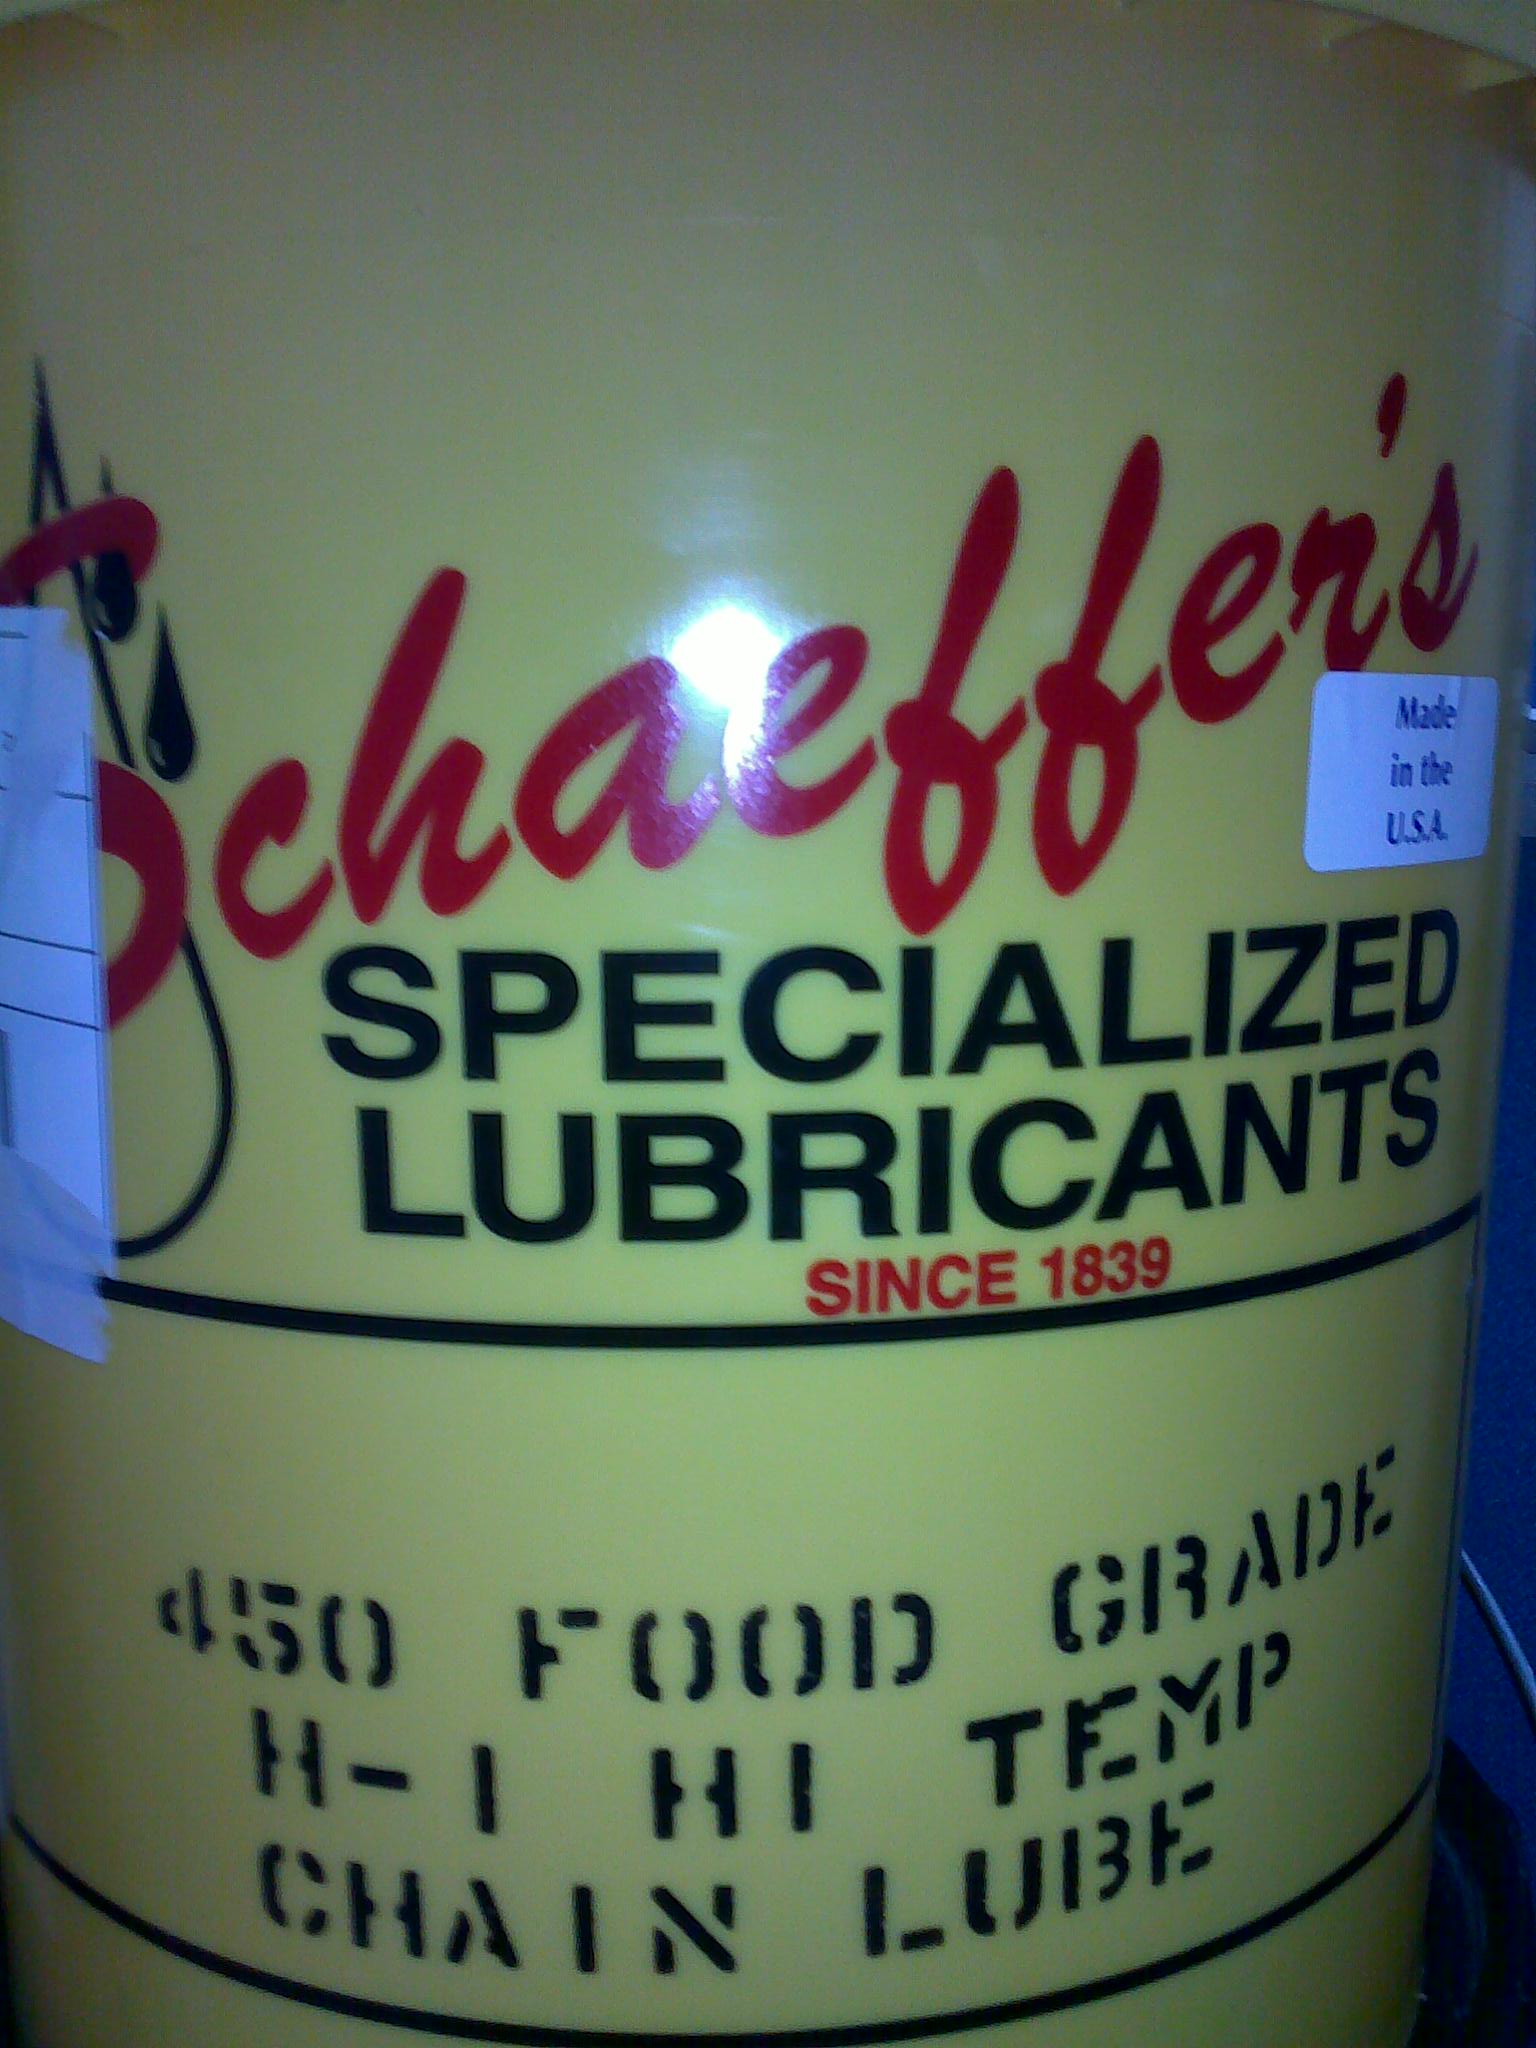 Schaeffer's
Made
in the
U.S.A.
SPECIALIZED
LUBRICANTS
SINCE 1839
450 FOOD GRADE
H-1 HI TEMP
CHAIN LUBE